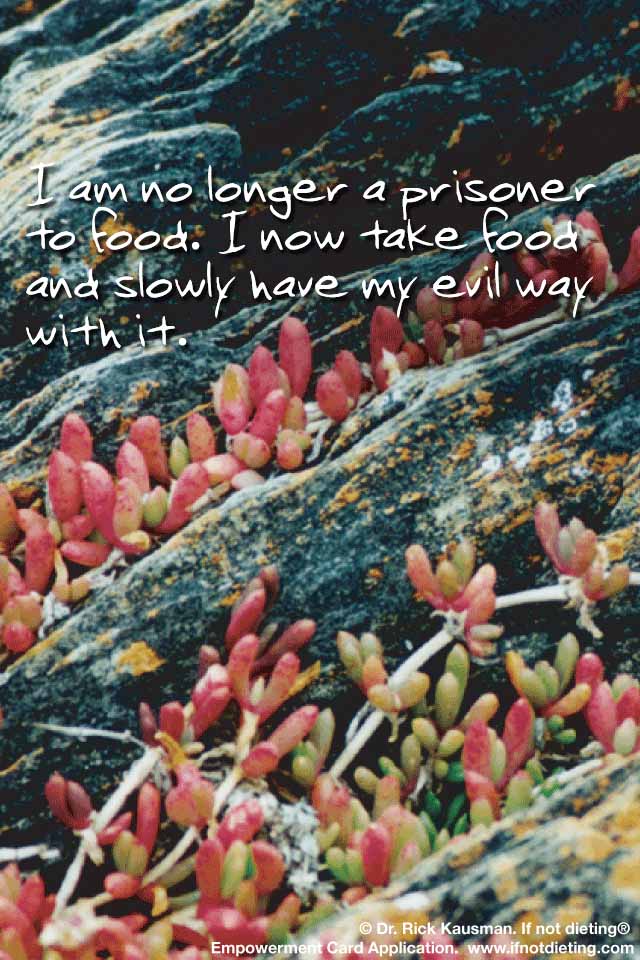 I am no longer a prisoner
to food. I now take food
and slowly have my evil way
with it.
© Dr. Rick Kausman. If not dieting®
Empowerment Card Application. www.ifnotdieting.com